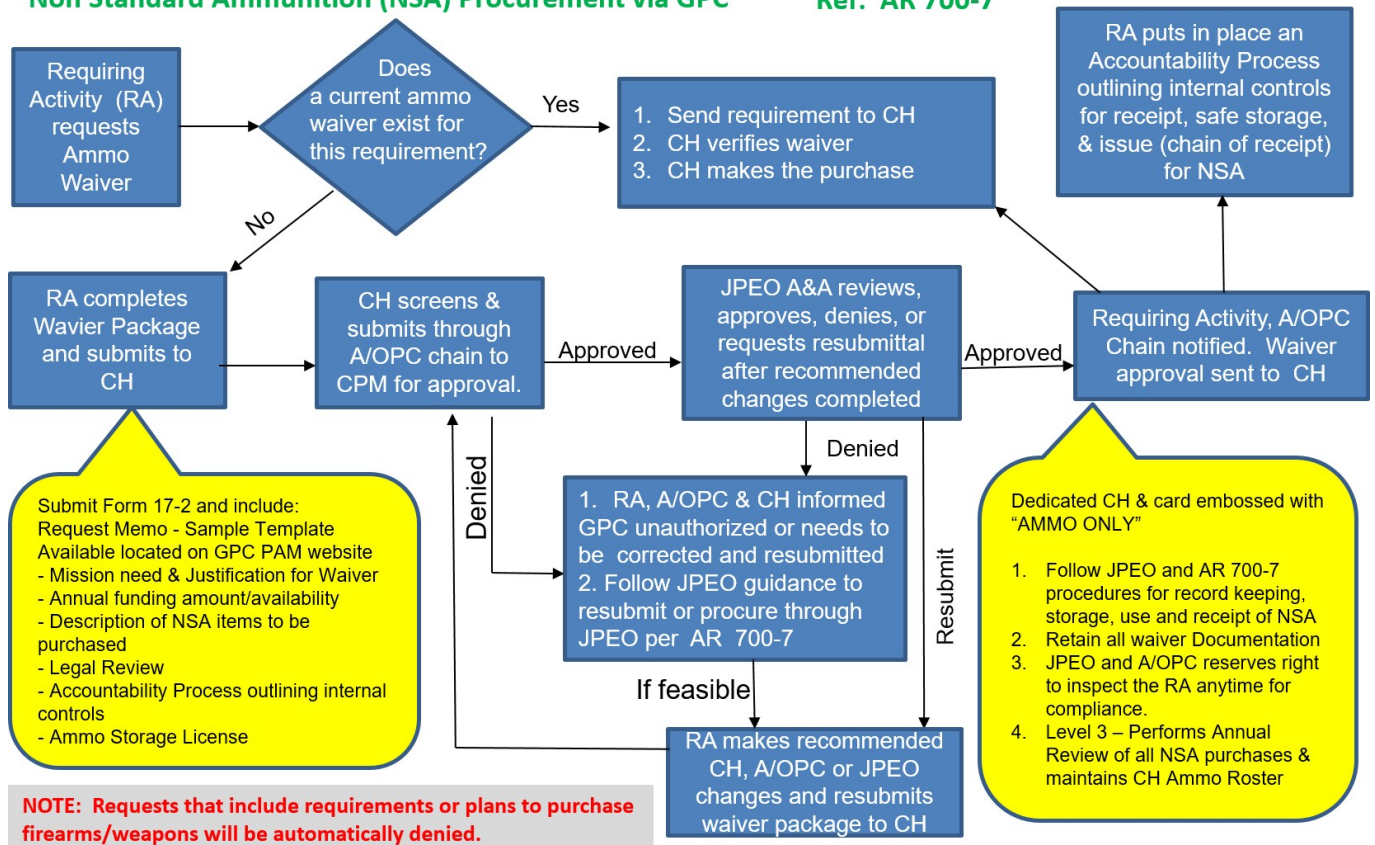 Non Standard Ammunition (NSA) Procurement via GPC
Ref: AR 700-7
Requiring
Activity (RA)
requests
Ammo
Waiver
Does
a current ammo
waiver exist for
this requirement?
Yes
No
1. Send requirement to CH
2. CH verifies waiver
3. CH makes the purchase
RA puts in place an
Accountability Process
outlining internal controls
for receipt, safe storage,
& issue (chain of receipt)
for NSA
RA completes
Wavier Package
and submits to
CH
CH screens &
submits through
A/OPC chain to
CPM for approval.
Approved
JPEO A&A reviews,
approves, denies, or
requests resubmittal
after recommended
changes completed
Approved
Requiring Activity, A/OPC
Chain notified. Waiver
approval sent to CH
Denied
Denied
Resubmit
Submit Form 17-2 and include:
Request Memo - Sample Template
Available located on GPC PAM website
- Mission need & Justification for Waiver
- Annual funding amount/availability
- Description of NSA items to be
purchased
- Legal Review
- Accountability Process outlining internal
controls
- Ammo Storage License
1. RA, A/OPC & CH informed
GPC unauthorized or needs to
be corrected and resubmitted
2. Follow JPEO guidance to
resubmit or procure through
JPEO per AR 700-7
If feasible
RA makes recommended
CH, A/OPC or JPEO
changes and resubmits
waiver package to CH
Dedicated CH & card embossed with
“AMMO ONLY”
1. Follow JPEO and AR 700-7
procedures for record keeping,
storage, use and receipt of NSA
2. Retain all waiver Documentation
3. JPEO and A/OPC reserves right
to inspect the RA anytime for
compliance.
4. Level 3 – Performs Annual
Review of all NSA purchases &
maintains CH Ammo Roster
NOTE: Requests that include requirements or plans to purchase
firearms/weapons will be automatically denied.